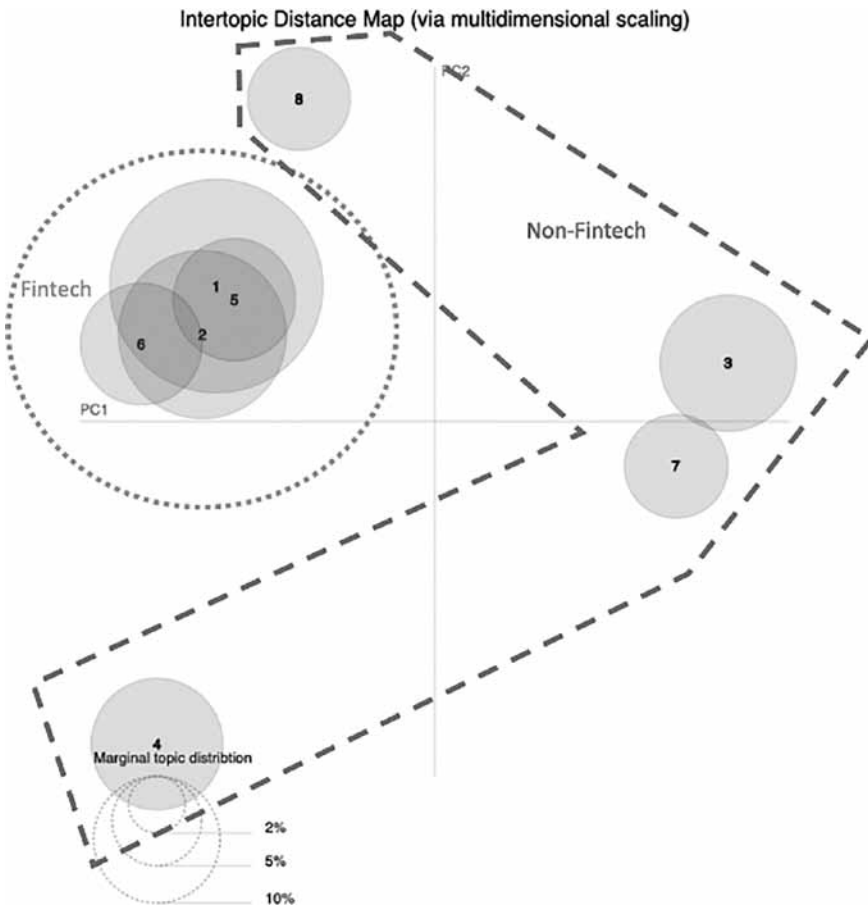 Intertopic Distance Map (via multidimensional scaling)
PC2
8
Non-Fintech
Fintech
1
5
2
6
3
PC1
7
4
Marginal topic distribtion
2%
5%
10%